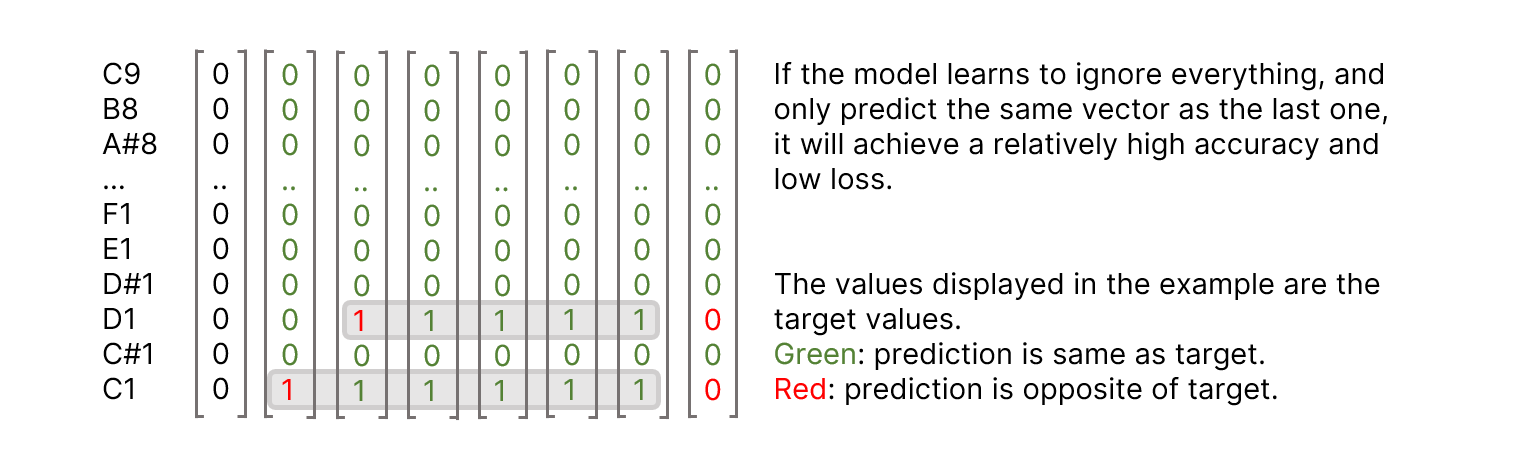 C9 0 0 0 0 0 0 0 0 If the model learns to ignore everything, and
B8 0 0 0 0 0 0 0 0 only predict the same vector as the last one,
A#8 0 0 0 0 0 0 0 0 it will achieve a relatively high accuracy and
... .. .. .. .. .. .. .. .. low loss.
F1 0 0 0 0 0 0 0 0
E1 0 0 0 0 0 0 0 0
D#1 0 0 0 0 0 0 0 0 The values displayed in the example are the
D1 0 0 1 1 1 1 1 0 target values.
C#1 0 0 0 0 0 0 0 0 Green: prediction is same as target.
C1 0 1 1 1 1 1 1 0 Red: prediction is opposite of target.